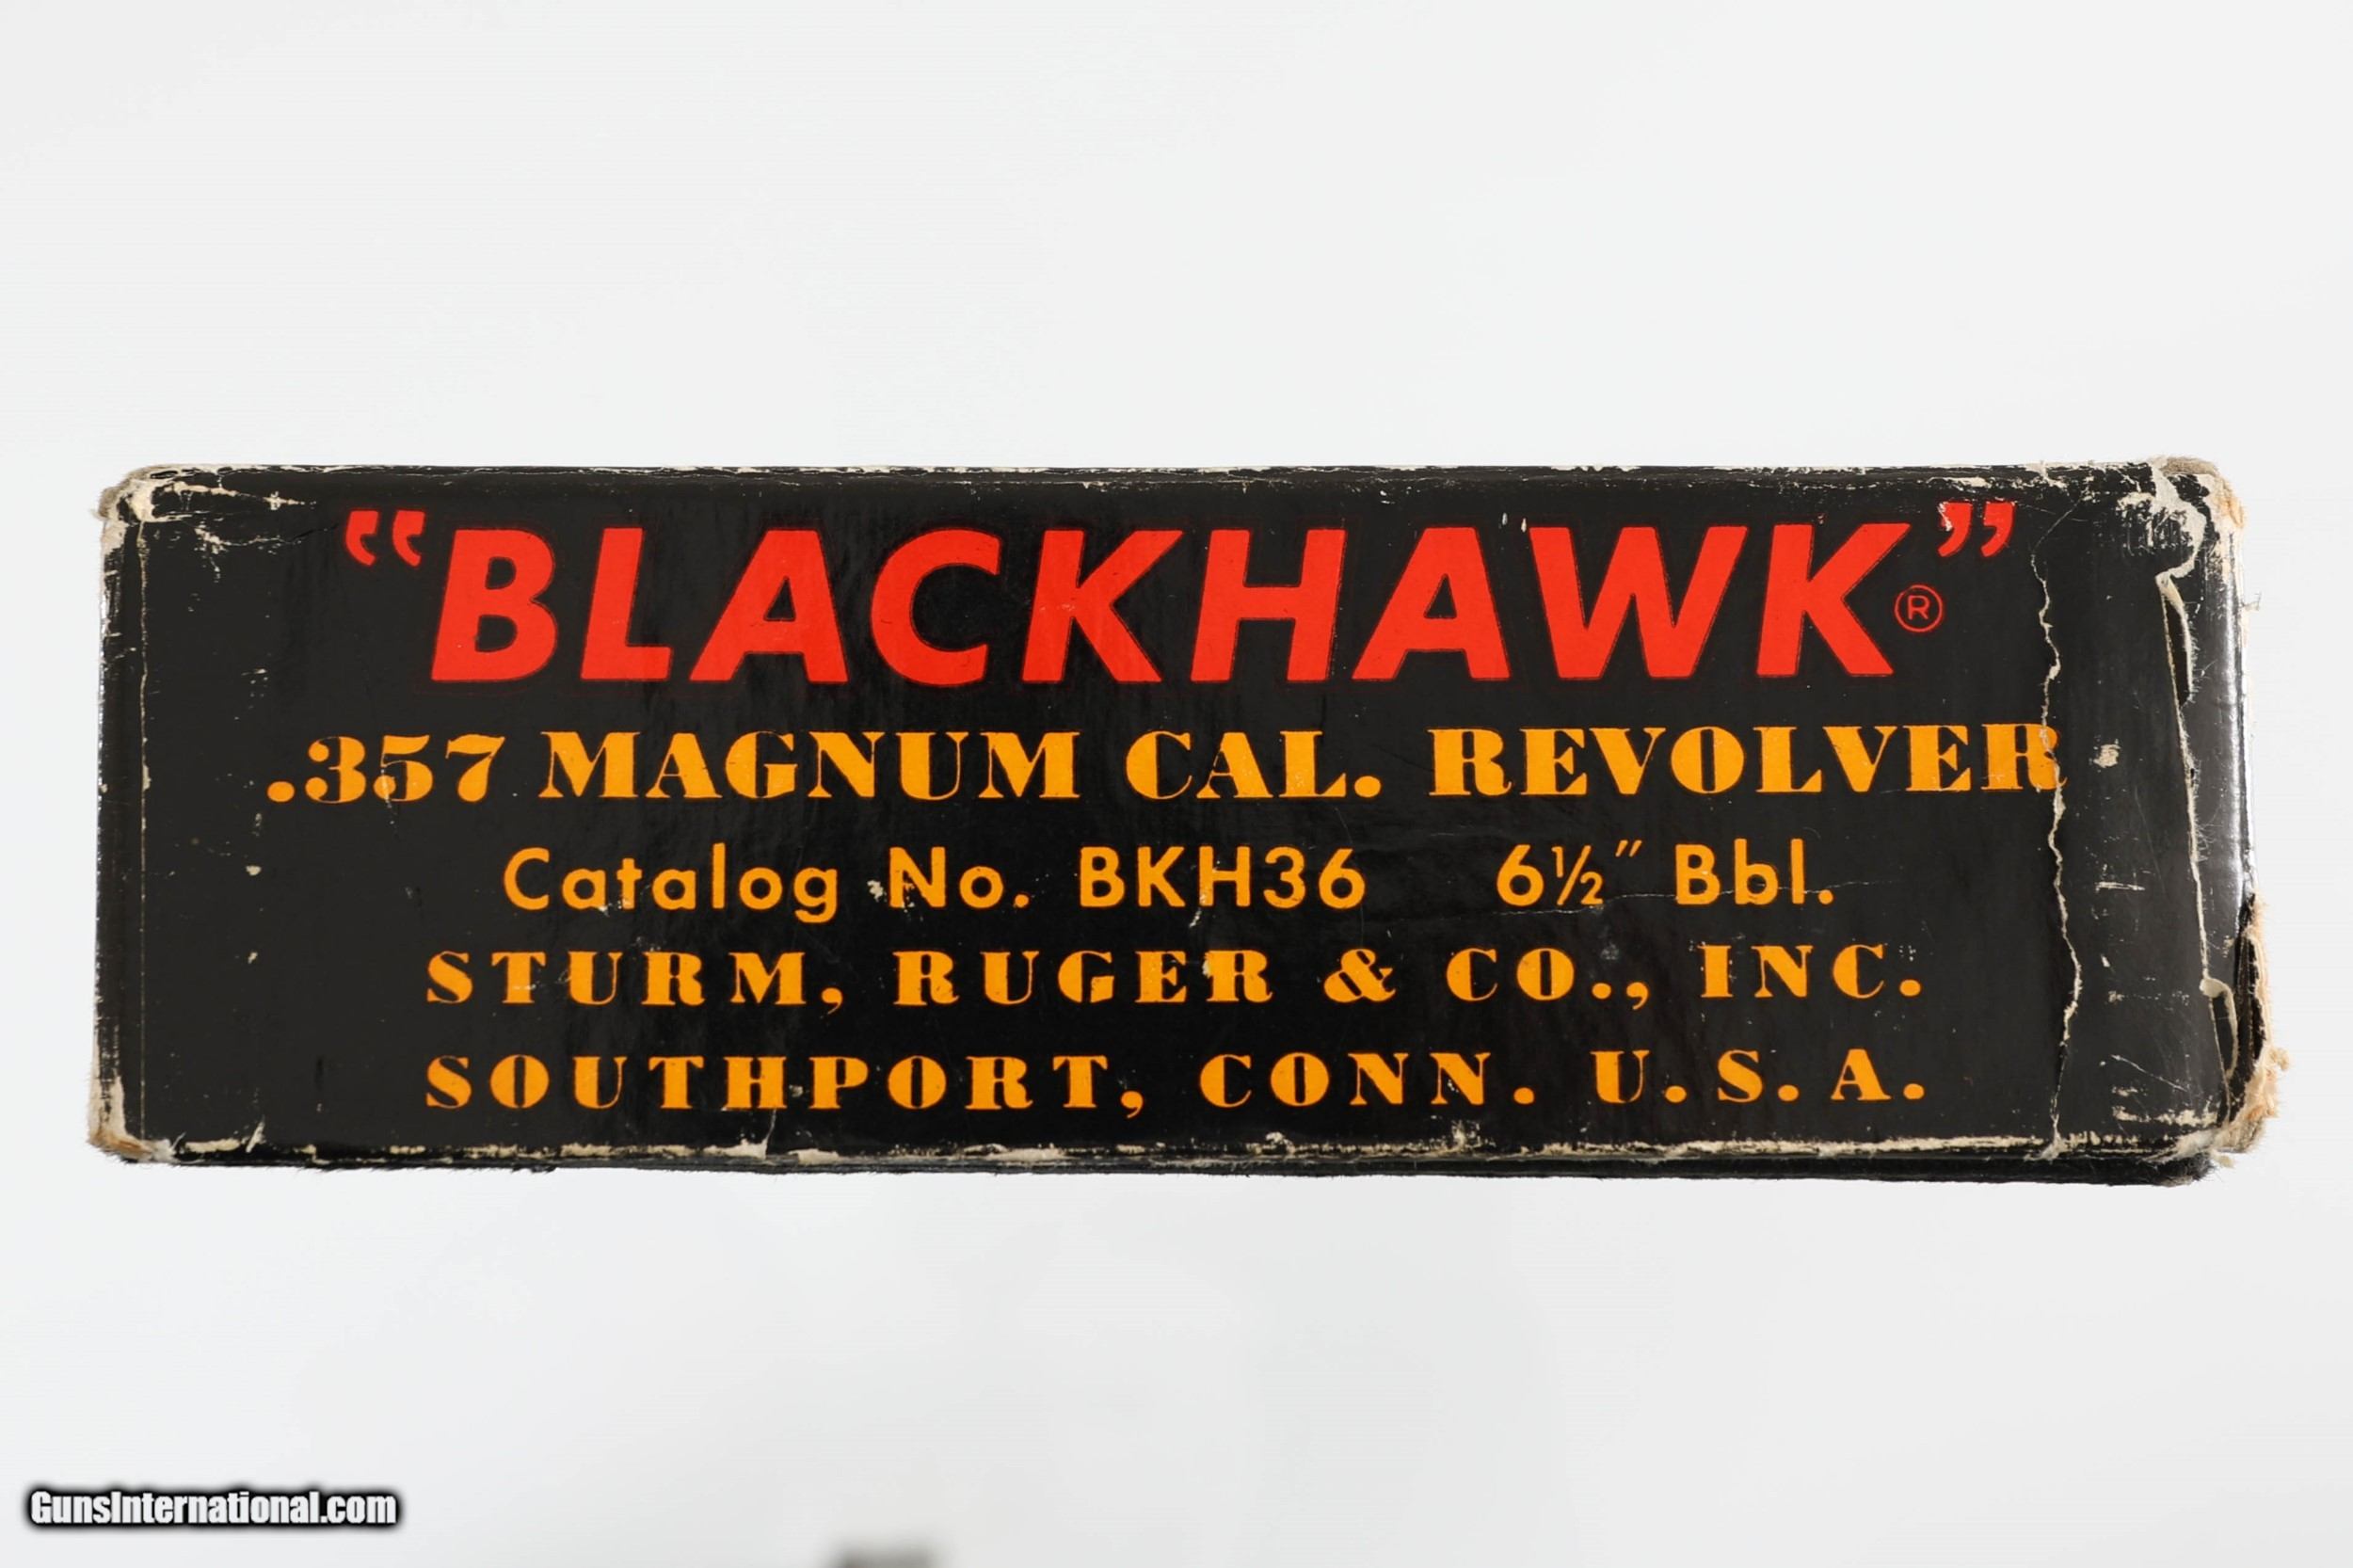 “BLACKHAWK”®
.357 MAGNUM CAL. REVOLVER
Catalog No. BKH36 6½″ Bbl.
STURM, RUGER & CO., INC.
SOUTHPORT, CONN. U.S.A.
GunsInternational.com